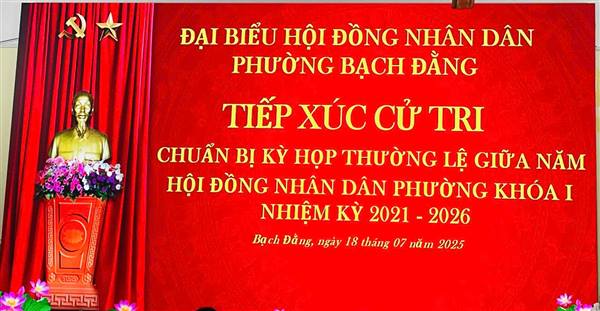 ĐẠI BIỂU HỘI ĐỒNG NHÂN DÂN
PHƯỜNG BẠCH ĐẰNG
TIẾP XÚC CỬ TRI
CHUẨN BỊ KỲ HỌP THƯỜNG LỆ GIỮA NĂM
HỘI ĐỒNG NHÂN DÂN PHƯỜNG KHÓA I
NHIỆM KỲ 2021 - 2026
Bạch Đằng, ngày 18 tháng 07 năm 2025